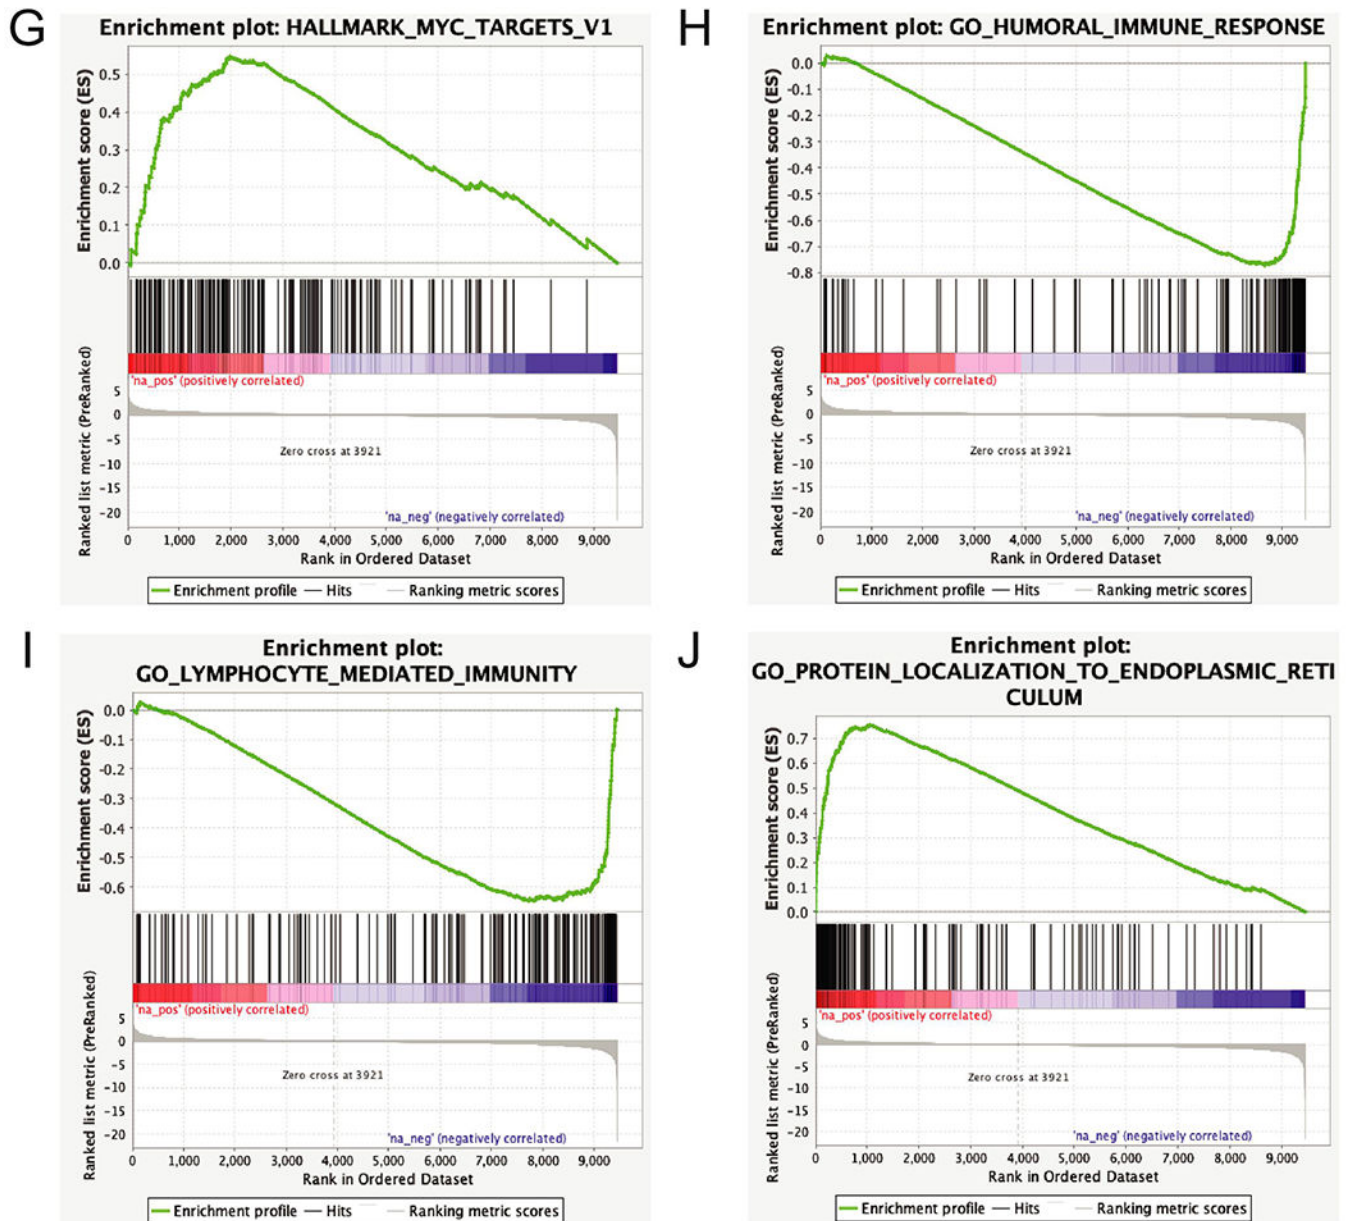 G
Enrichment plot: HALLMARK_MYC_TARGETS_V1
Enrichment score (ES)
0.5
0.4
0.3
0.2
0.1
0.0
'na_pos' (positively correlated)
Ranked list metric (PreRanked)
5
0
-5
-10
-15
-20
Zero cross at 3921
'na_neg' (negatively correlated)
0 1,000 2,000 3,000 4,000 5,000 6,000 7,000 8,000 9,000
Rank in Ordered Dataset
Enrichment profile Hits Ranking metric scores
H
Enrichment plot: GO_HUMORAL_IMMUNE_RESPONSE
Enrichment score (ES)
0.0
-0.1
-0.2
-0.3
-0.4
-0.5
-0.6
-0.7
-0.8
'na_pos' (positively correlated)
Ranked list metric (PreRanked)
5
0
-5
-10
-15
-20
Zero cross at 3921
'na_neg' (negatively correlated)
0 1,000 2,000 3,000 4,000 5,000 6,000 7,000 8,000 9,000
Rank in Ordered Dataset
Enrichment profile Hits Ranking metric scores
I
Enrichment plot:
GO_LYMPHOCYTE_MEDIATED_IMMUNITY
Enrichment score (ES)
0.0
-0.1
-0.2
-0.3
-0.4
-0.5
-0.6
'na_pos' (positively correlated)
Ranked list metric (PreRanked)
5
0
-5
-10
-15
-20
Zero cross at 3921
'na_neg' (negatively correlated)
0 1,000 2,000 3,000 4,000 5,000 6,000 7,000 8,000 9,000
Rank in Ordered Dataset
Enrichment profile Hits Ranking metric scores
J
Enrichment plot:
GO_PROTEIN_LOCALIZATION_TO_ENDOPLASMIC_RETI
CULUM
Enrichment score (ES)
0.7
0.6
0.5
0.4
0.3
0.2
0.1
0.0
'na_pos' (positively correlated)
Ranked list metric (PreRanked)
5
0
-5
-10
-15
-20
Zero cross at 3921
'na_neg' (negatively correlated)
0 1,000 2,000 3,000 4,000 5,000 6,000 7,000 8,000 9,000
Rank in Ordered Dataset
Enrichment profile Hits Ranking metric scores